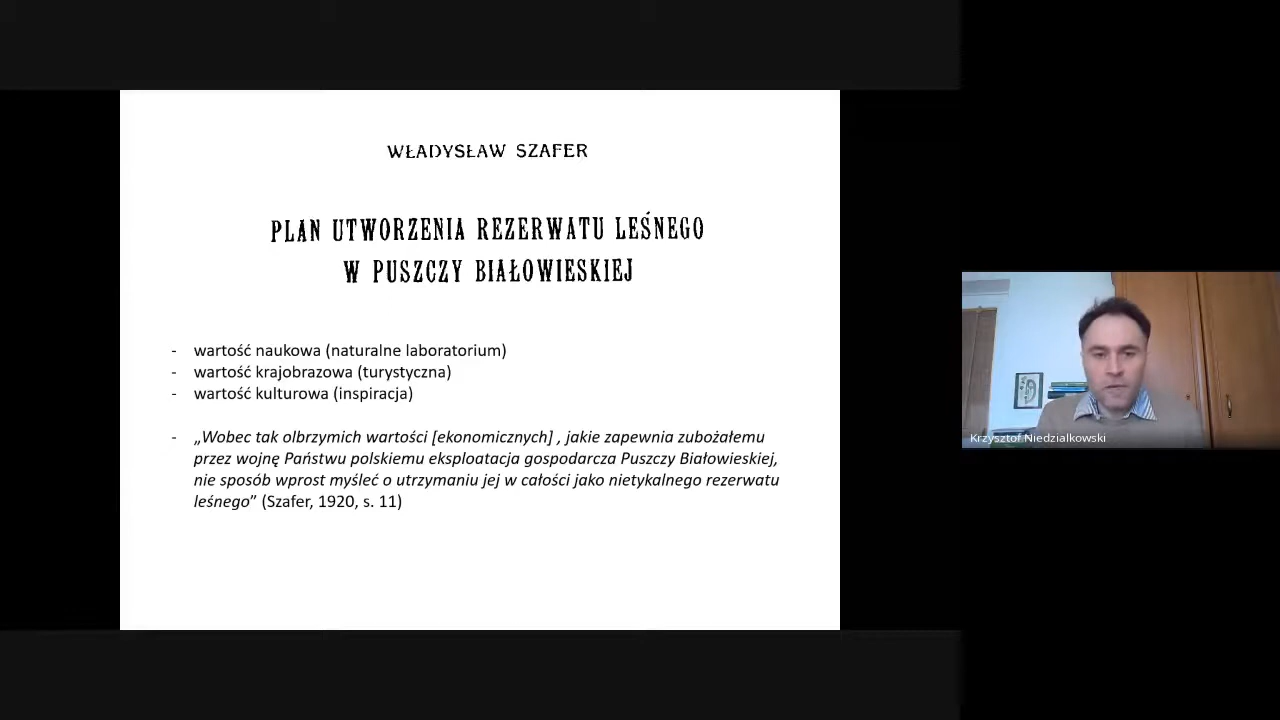 WŁADYSŁAW SZAFER
PLAN UTWORZENIA REZERWATU LEŚNEGO
W PUSZCZY BIAŁOWIESKIEJ
- wartość naukowa (naturalne laboratorium)
- wartość krajobrazowa (turystyczna)
- wartość kulturowa (inspiracja)
- „Wobec tak olbrzymich wartości [ekonomicznych] , jakie zapewnia zubożałemu
przez wojnę Państwu polskiemu eksploatacja gospodarcza Puszczy Białowieskiej,
nie sposób wprost myśleć o utrzymaniu jej w całości jako nietykalnego rezerwatu
leśnego” (Szafer, 1920, s. 11)
Krzysztof Niedzialkowski